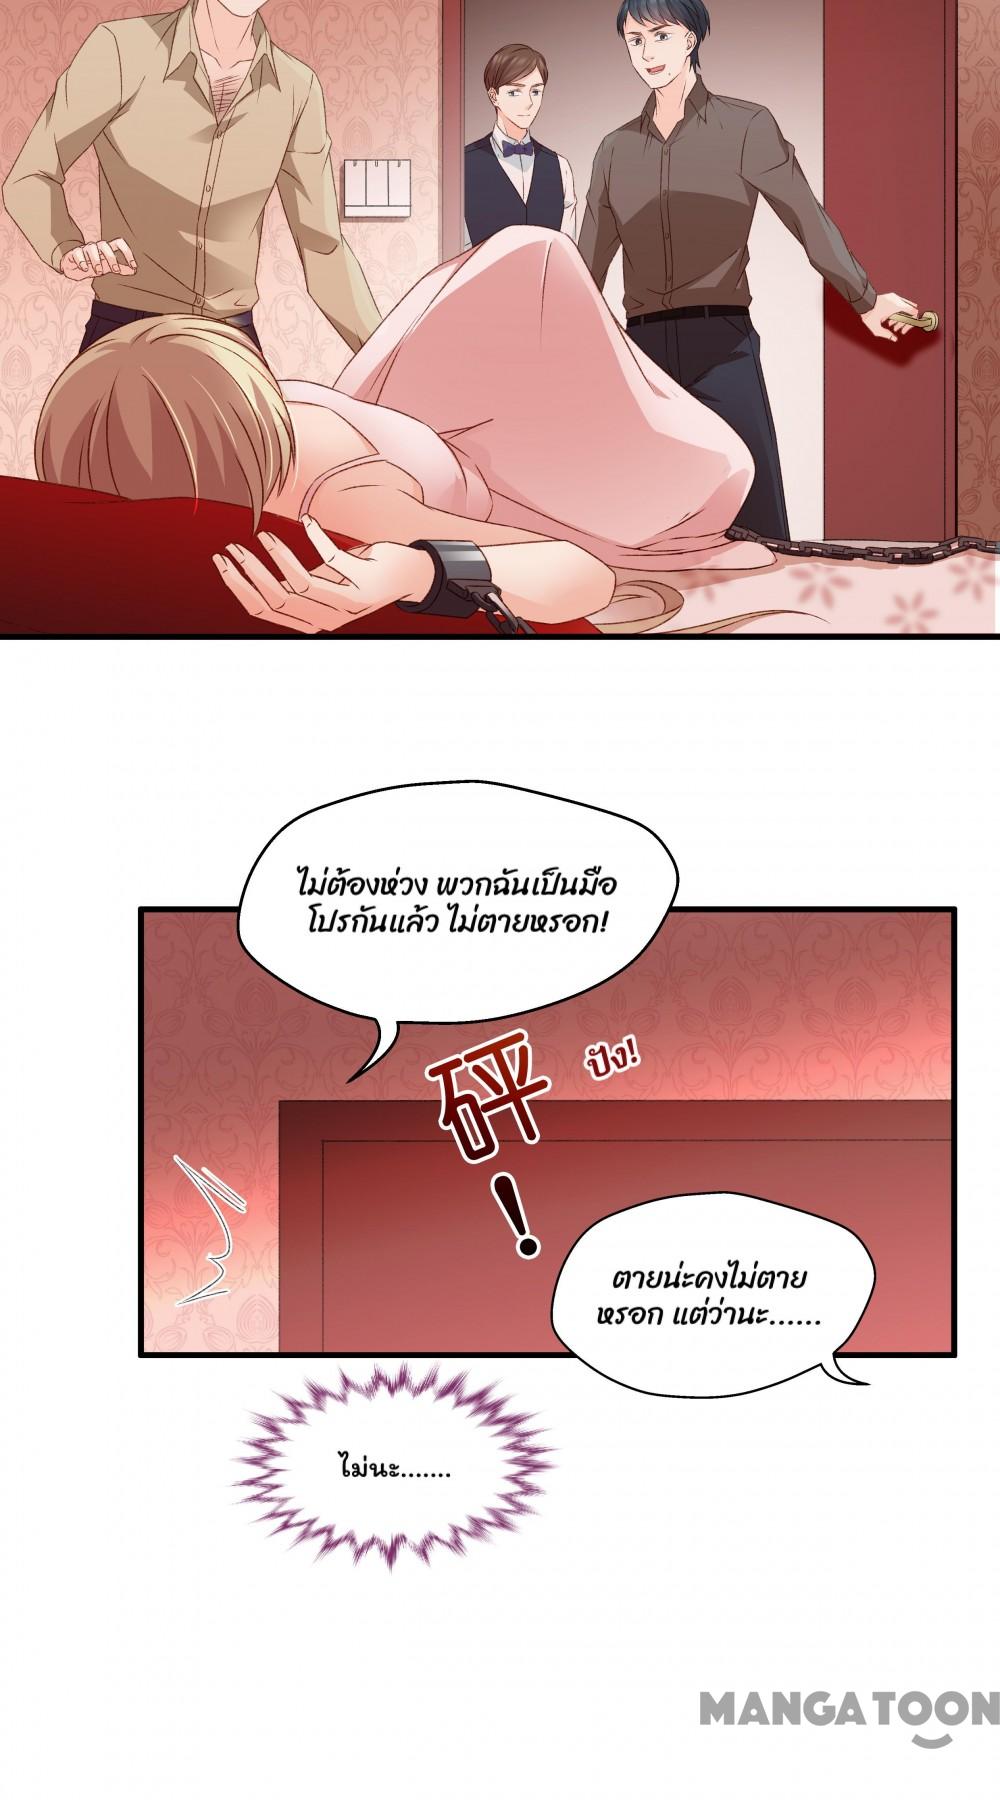 ไม่ต้องห่วง พวกฉันเป็นมือ
โปรกันแล้ว ไม่ตายหรอก!
砰!
ปัง!
ตายน่ะคงไม่ตาย
หรอก แต่ว่านะ......
ไม่นะ.......
MANGATOON